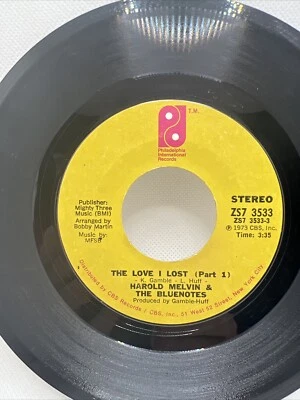 T.M.
Philadelphia
International
Records
Publisher:
Mighty Three
Music (BMI)
Arranged by
Bobby Martin
Music by:
MFSB
STEREO
ZS7 3533
ZS7 3533-3
℗ 1973 CBS, Inc.
Time: 3:35
THE LOVE I LOST (Part 1)
- K. Gamble - L. Huff -
HAROLD MELVIN &
THE BLUENOTES
Produced by Gamble-Huff
Distributed by CBS Records / CBS, Inc. / 51 West 52 Street, New York City